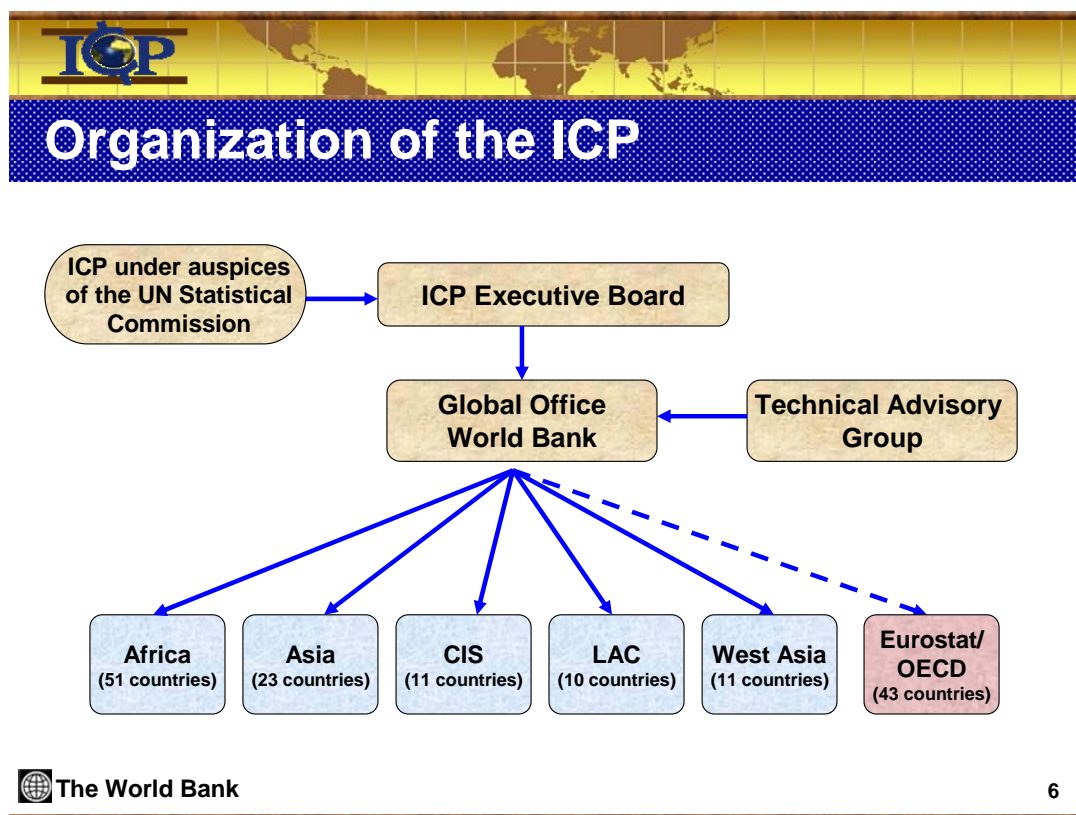 ICP
Organization of the ICP
ICP under auspices
of the UN Statistical
Commission
ICP Executive Board
Global Office
World Bank
Technical Advisory
Group
Africa
(51 countries)
Asia
(23 countries)
CIS
(11 countries)
LAC
(10 countries)
West Asia
(11 countries)
Eurostat/
OECD
(43 countries)
The World Bank
6